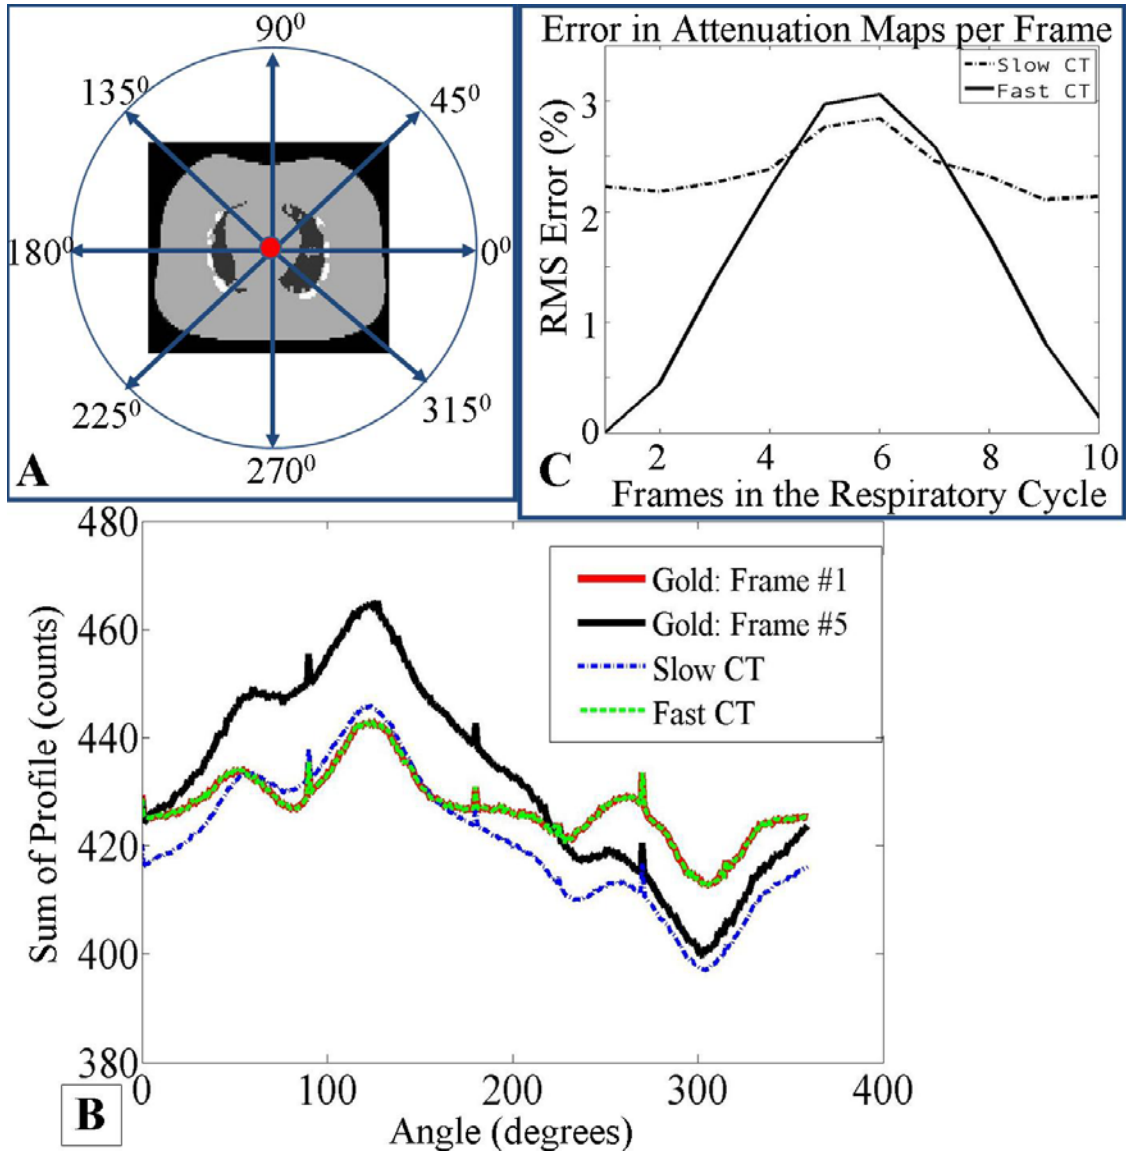 90⁰
135⁰
45⁰
180⁰
0⁰
225⁰
315⁰
270⁰
A
Error in Attenuation Maps per Frame
Slow CT
Fast CT
3
2
1
0
RMS Error (%)
2
4
6
8
10
Frames in the Respiratory Cycle
C
480
460
440
420
400
380
Sum of Profile (counts)
Gold: Frame #1
Gold: Frame #5
Slow CT
Fast CT
0
100
200
300
400
Angle (degrees)
B